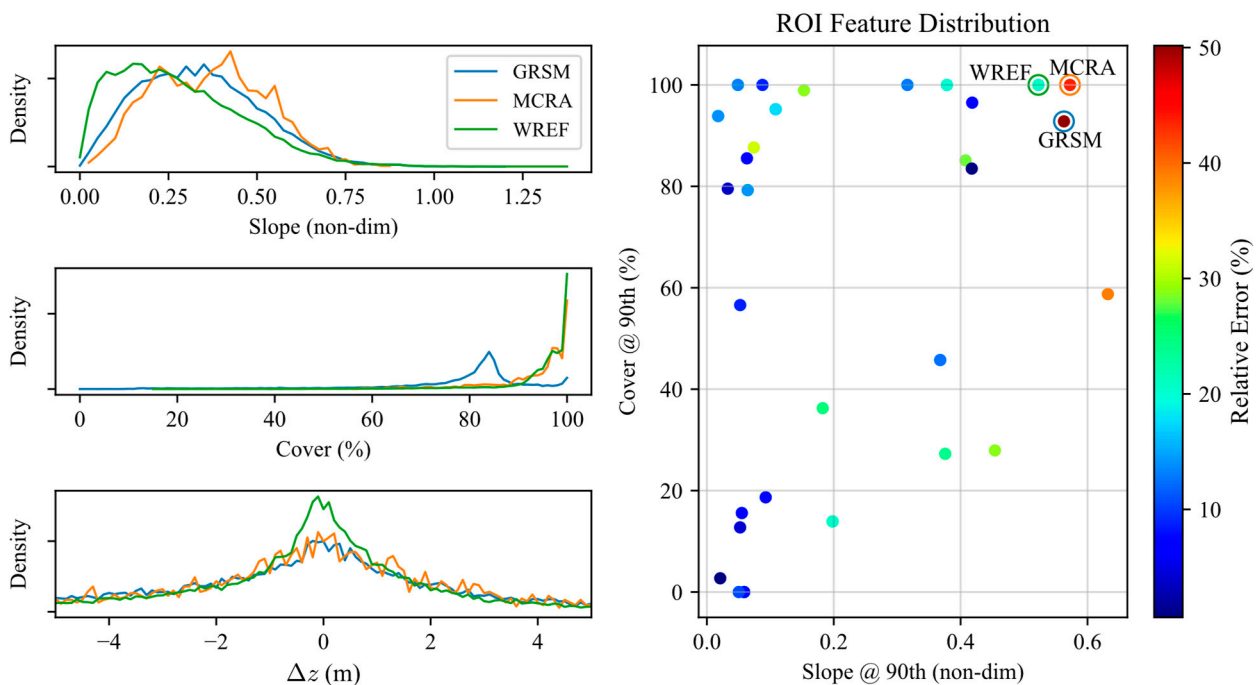 Density
GRSM
MCRA
WREF
0.00 0.25 0.50 0.75 1.00 1.25
Slope (non-dim)
Density
0 20 40 60 80 100
Cover (%)
Density
−4 −2 0 2 4
Δz (m)
ROI Feature Distribution
Cover @ 90th (%)
100
80
60
40
20
0
WREF
MCRA
GRSM
0.0 0.2 0.4 0.6
Slope @ 90th (non-dim)
50
40
30
20
10
Relative Error (%)